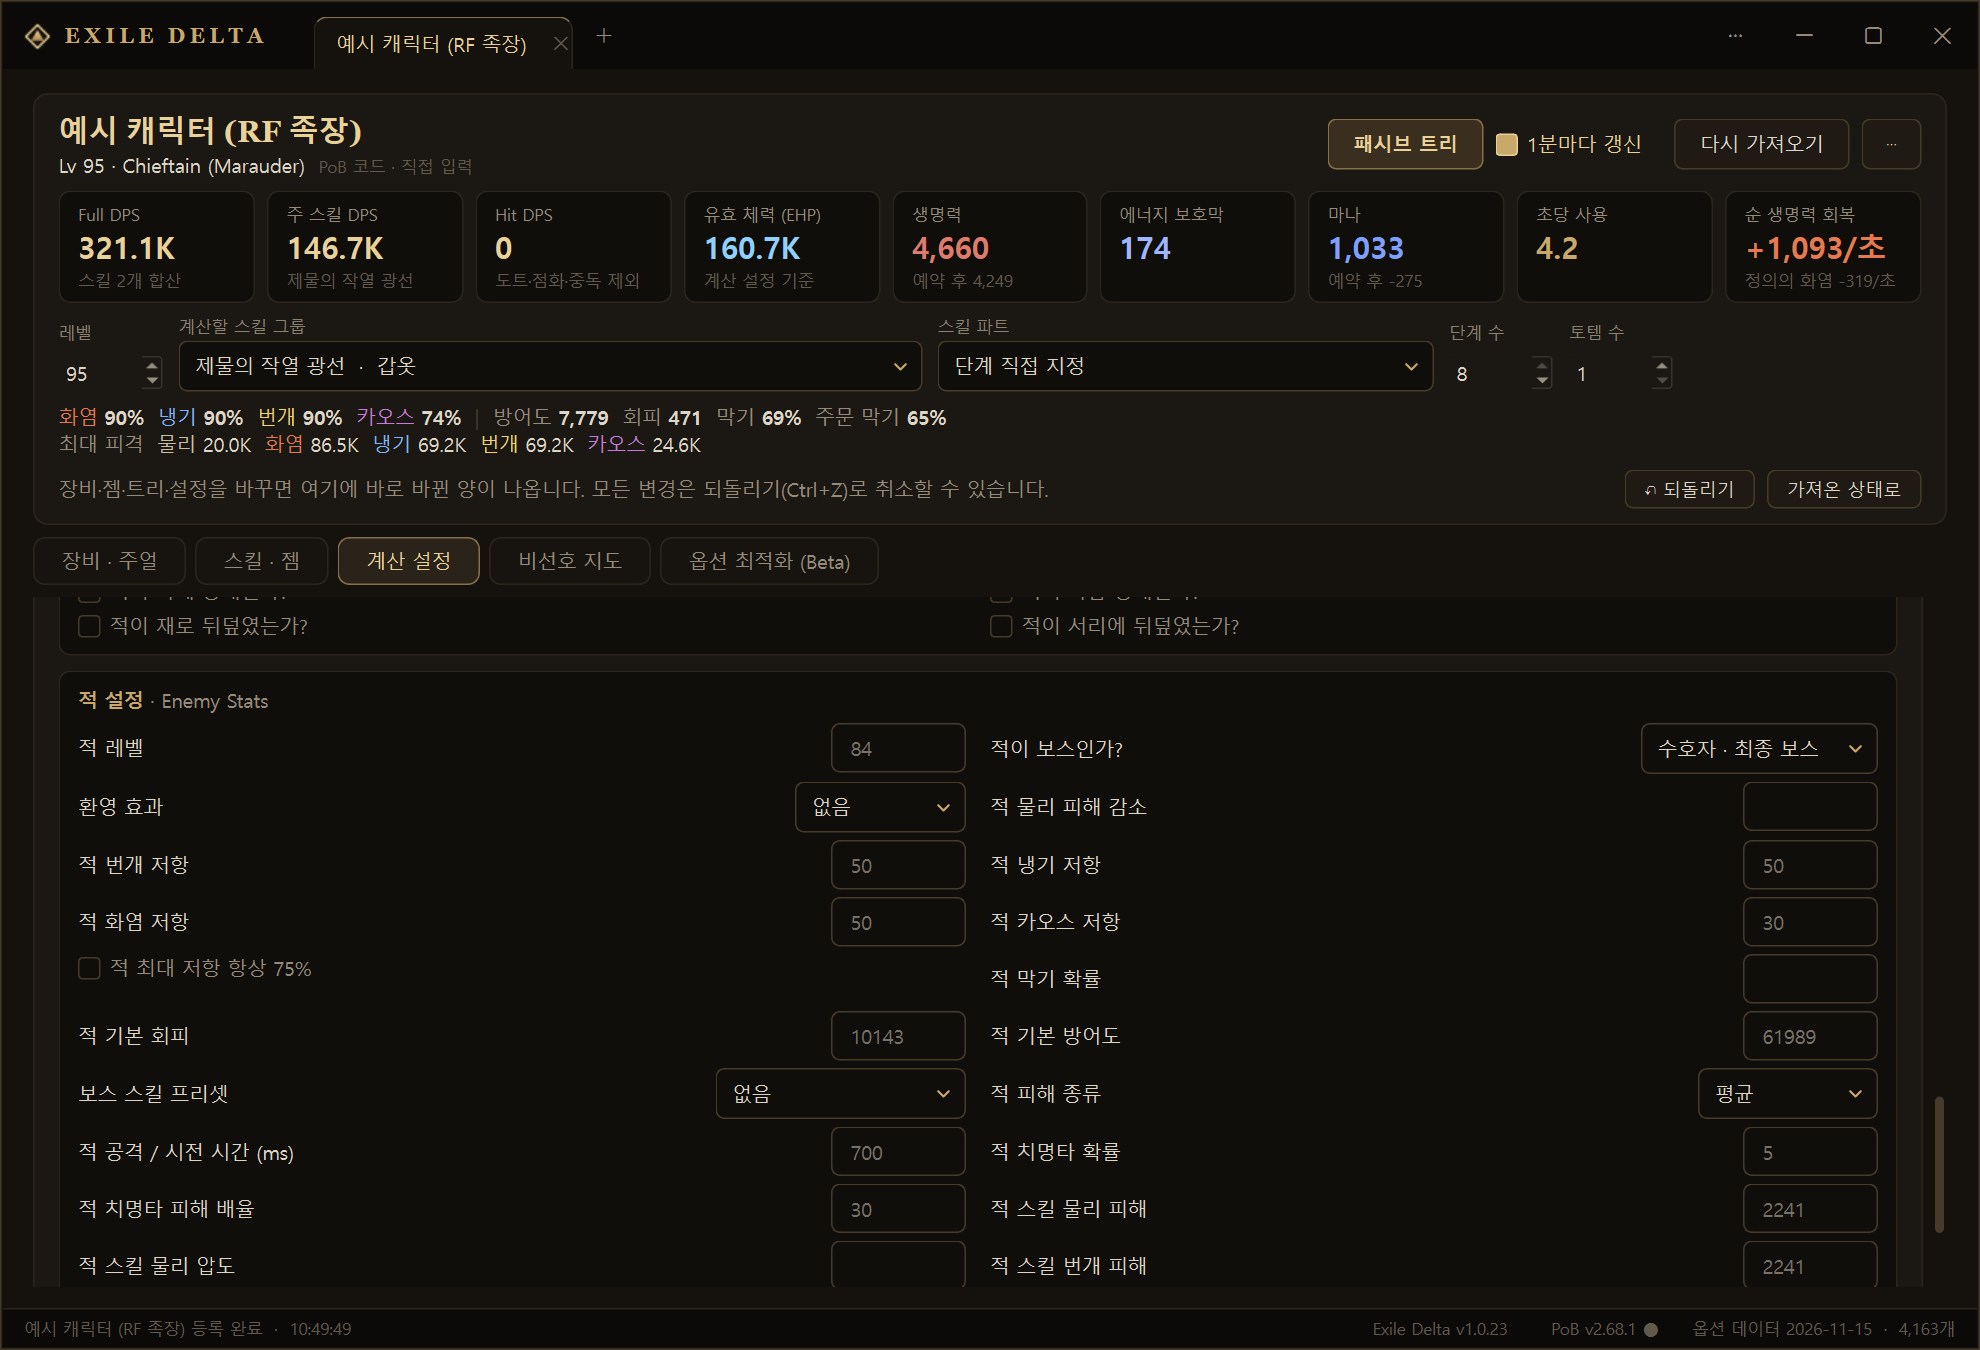 EXILE DELTA
예시 캐릭터 (RF 족장)
예시 캐릭터 (RF 족장)
Lv 95 · Chieftain (Marauder) PoB 코드 · 직접 입력
패시브 트리
1분마다 갱신
다시 가져오기
Full DPS
321.1K
스킬 2개 합산
주 스킬 DPS
146.7K
제물의 작열 광선
Hit DPS
0
도트·점화·중독 제외
유효 체력 (EHP)
160.7K
계산 설정 기준
생명력
4,660
예약 후 4,249
에너지 보호막
174
마나
1,033
예약 후 -275
초당 사용
4.2
순 생명력 회복
+1,093/초
정의의 화염 -319/초
레벨
95
계산할 스킬 그룹
제물의 작열 광선 · 갑옷
스킬 파트
단계 직접 지정
단계 수
8
토템 수
1
화염 90% 냉기 90% 번개 90% 카오스 74% | 방어도 7,779 회피 471 막기 69% 주문 막기 65%
최대 피격 물리 20.0K 화염 86.5K 냉기 69.2K 번개 69.2K 카오스 24.6K
장비·젬·트리·설정을 바꾸면 여기에 바로 바뀐 양이 나옵니다. 모든 변경은 되돌리기(Ctrl+Z)로 취소할 수 있습니다.
되돌리기
가져온 상태로
장비 · 주얼
스킬 · 젬
계산 설정
비선호 지도
옵션 최적화 (Beta)
적이 재로 뒤덮였는가?
적이 서리에 뒤덮였는가?
적 설정 · Enemy Stats
적 레벨
84
적이 보스인가?
수호자 · 최종 보스
환영 효과
없음
적 물리 피해 감소
적 번개 저항
50
적 냉기 저항
50
적 화염 저항
50
적 카오스 저항
30
적 최대 저항 항상 75%
적 막기 확률
적 기본 회피
10143
적 기본 방어도
61989
보스 스킬 프리셋
없음
적 피해 종류
평균
적 공격 / 시전 시간 (ms)
700
적 치명타 확률
5
적 치명타 피해 배율
30
적 스킬 물리 피해
2241
적 스킬 물리 압도
적 스킬 번개 피해
2241
예시 캐릭터 (RF 족장) 등록 완료 · 10:49:49
Exile Delta v1.0.23
PoB v2.68.1
옵션 데이터 2026-11-15 · 4,163개